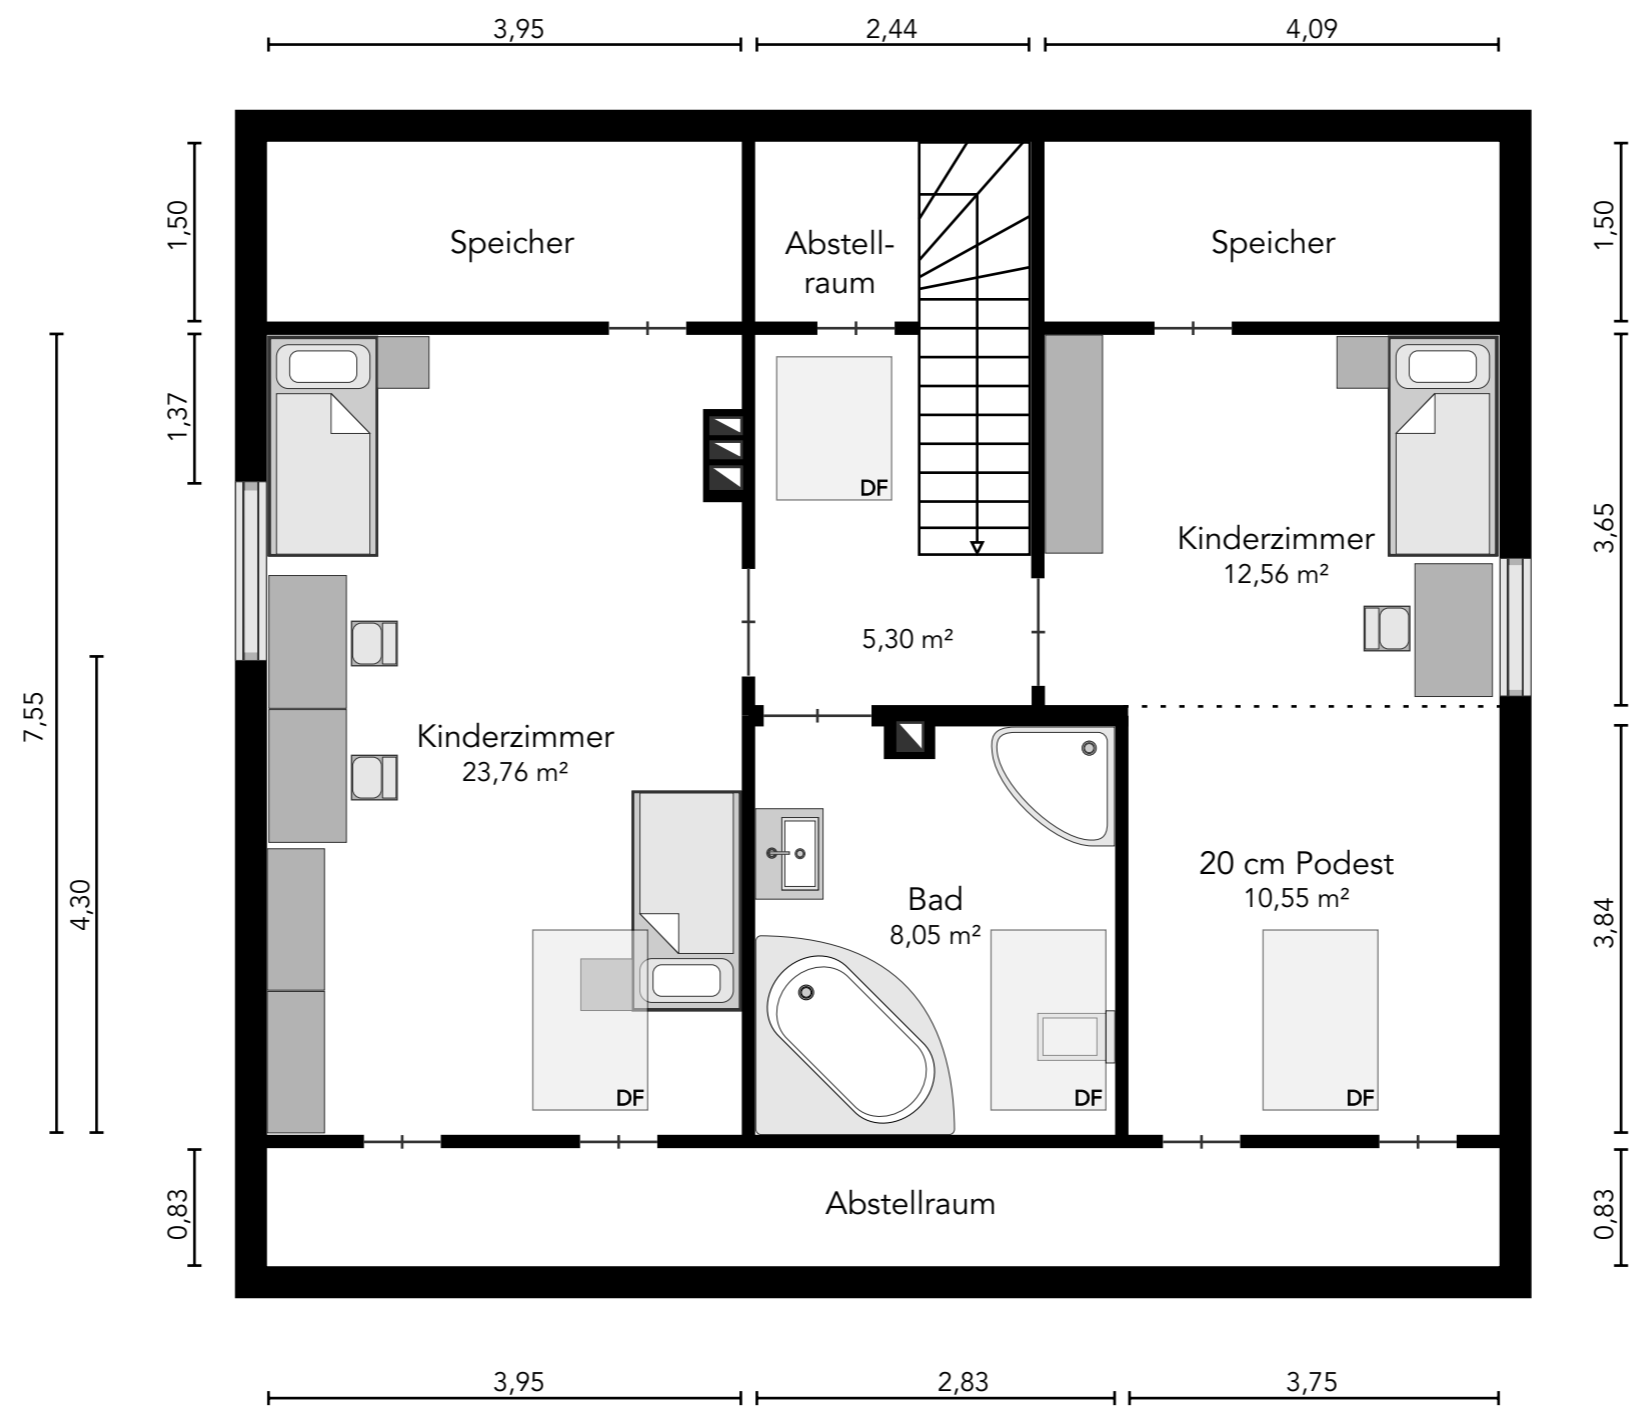 3,95
2,44
4,09
1,50
Speicher
Abstell-
raum
Speicher
1,50
1,37
DF
Kinderzimmer
12,56 m²
3,65
5,30 m²
7,55
Kinderzimmer
23,76 m²
4,30
Bad
8,05 m²
20 cm Podest
10,55 m²
3,84
DF
DF
DF
0,83
Abstellraum
0,83
3,95
2,83
3,75